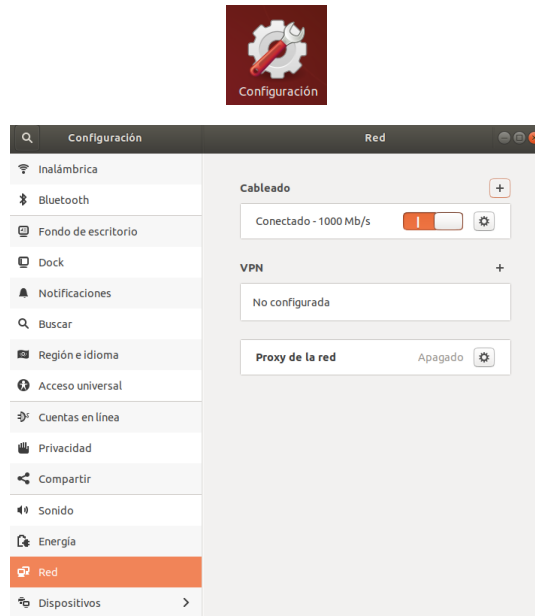 Configuración
Configuración
Red
Inalámbrica
Bluetooth
Fondo de escritorio
Dock
Notificaciones
Buscar
Región e idioma
Acceso universal
Cuentas en línea
Privacidad
Compartir
Sonido
Energía
Red
Dispositivos
Cableado
Conectado - 1000 Mb/s
VPN
No configurada
Proxy de la red Apagado